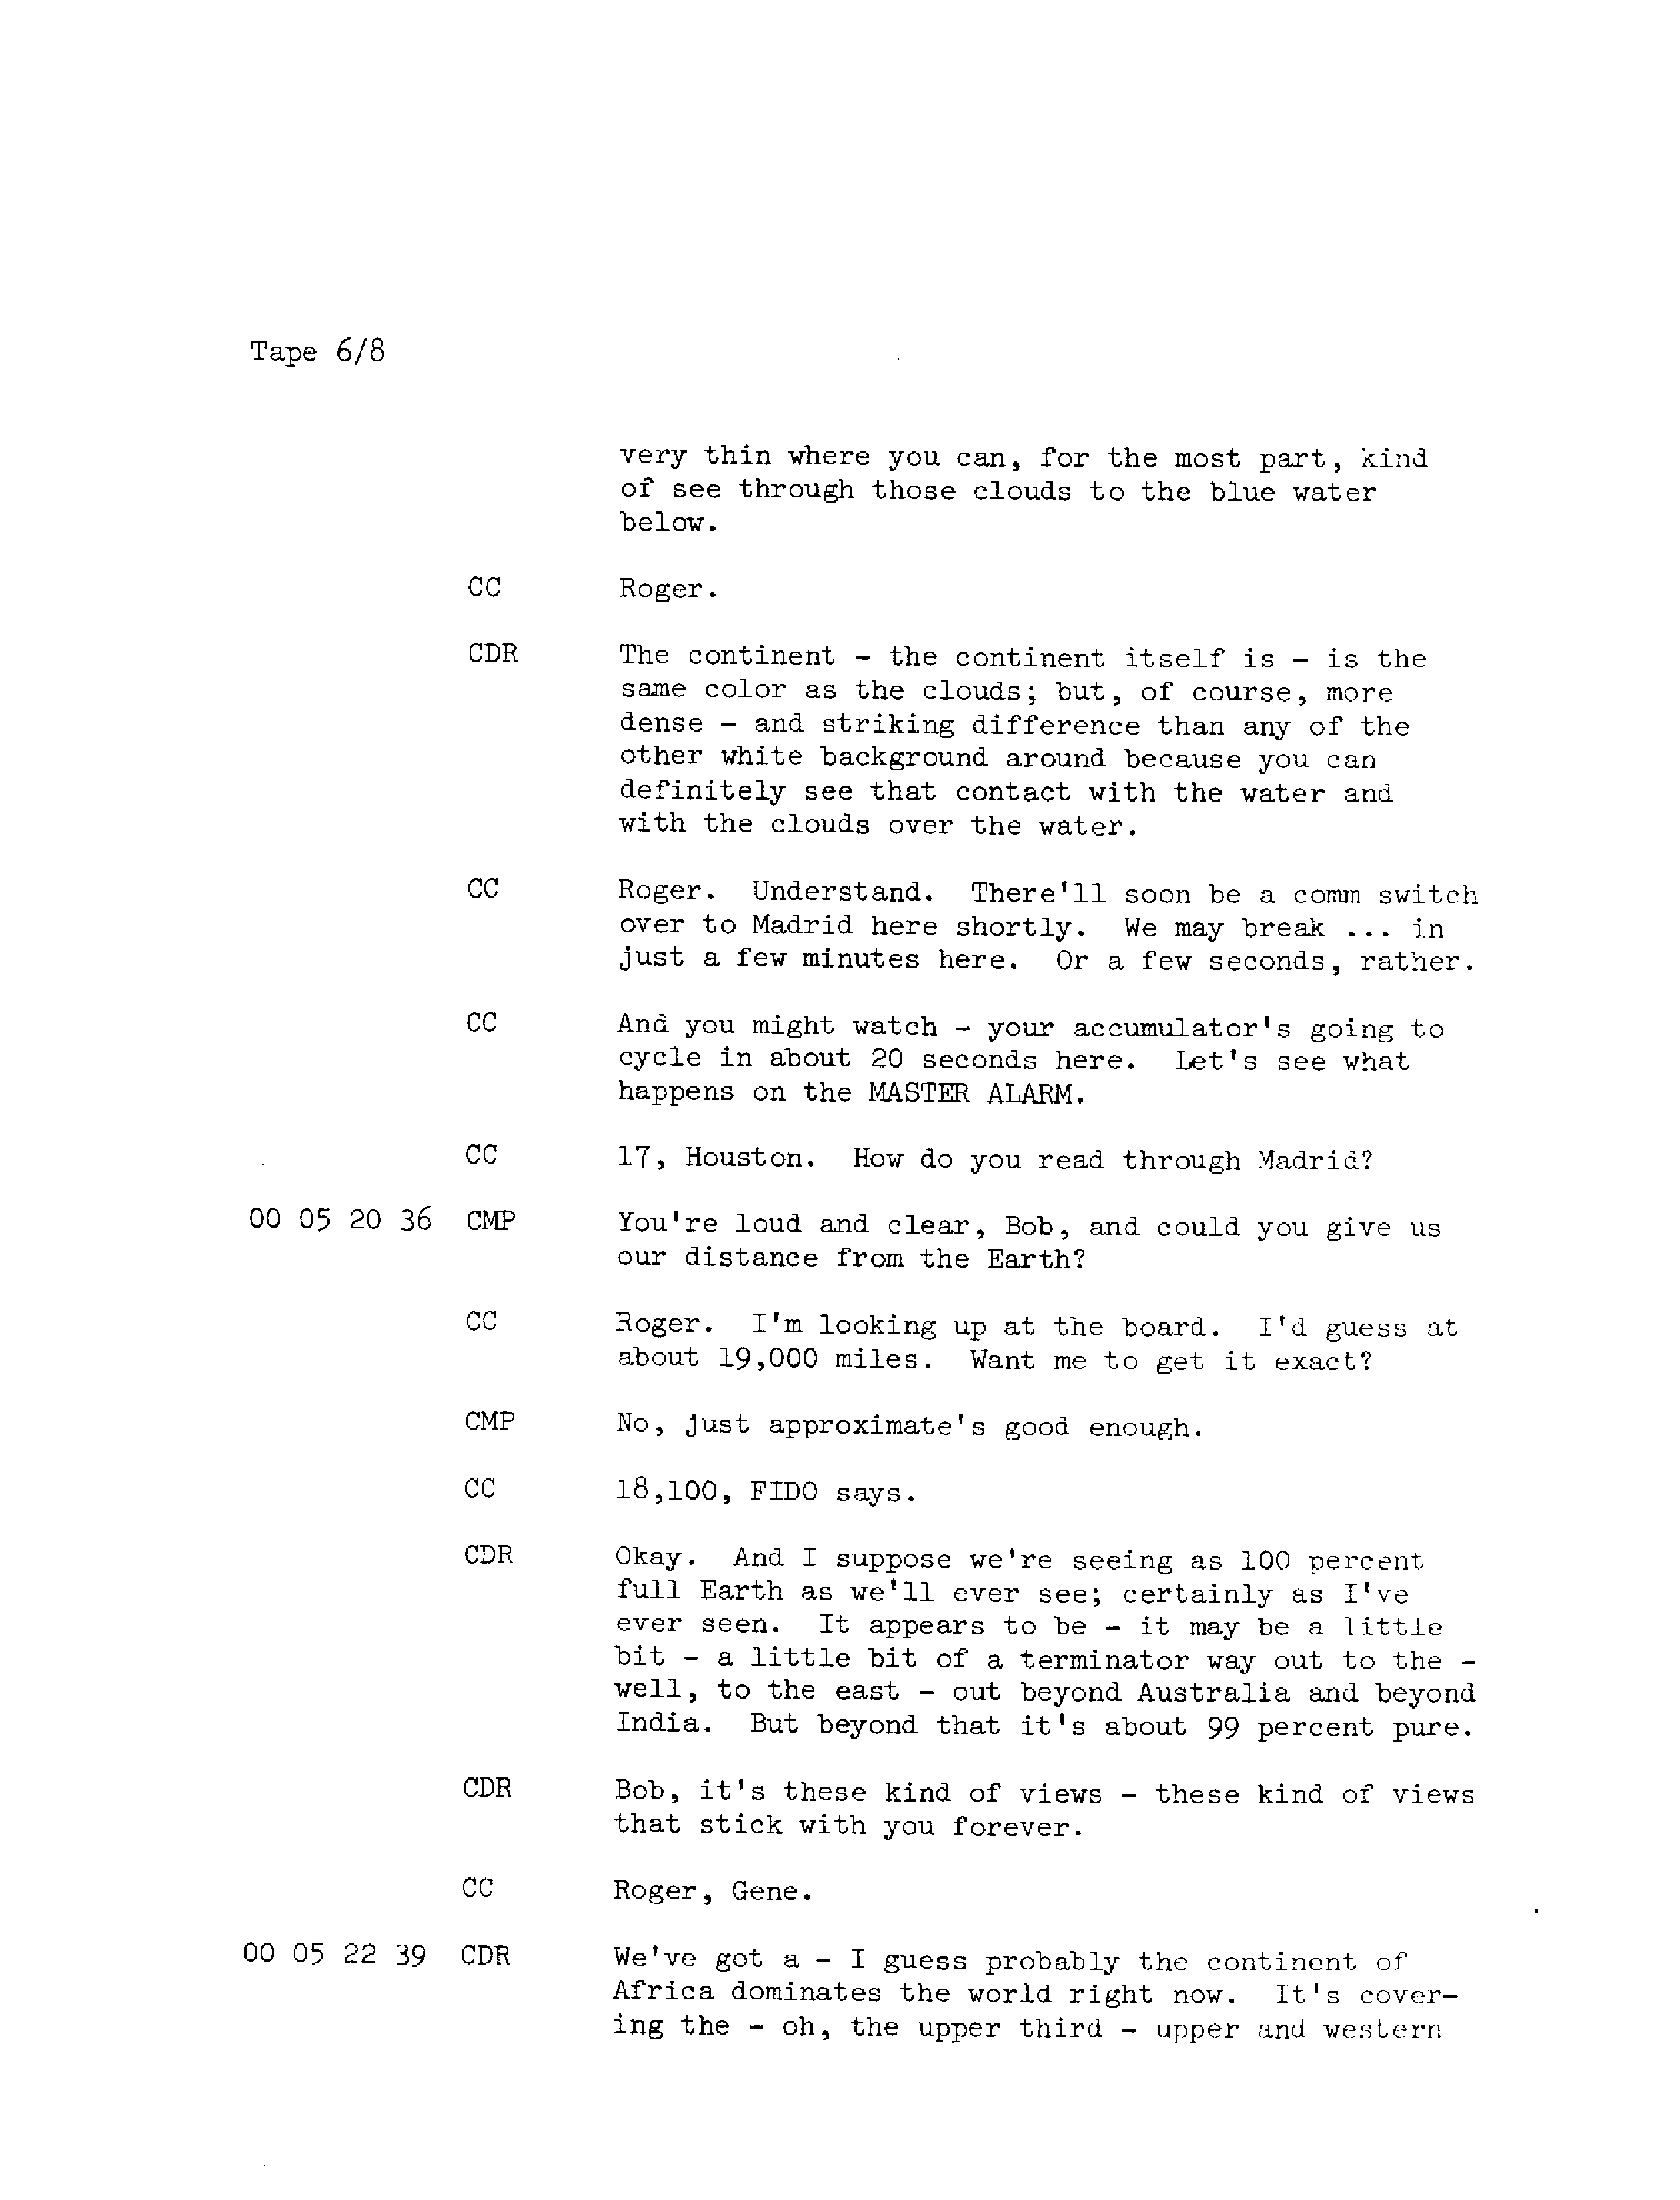 Tape 6/8
very thin where you can, for the most part, kind
of see through those clouds to the blue water
below.
CC Roger.
CDR The continent - the continent itself is - is the
same color as the clouds; but, of course, more
dense - and striking difference than any of the
other white background around because you can
definitely see that contact with the water and
with the clouds over the water.
CC Roger. Understand. There'll soon be a comm switch
over to Madrid here shortly. We may break ... in
just a few minutes here. Or a few seconds, rather.
CC And you might watch - your accumulator's going to
cycle in about 20 seconds here. Let's see what
happens on the MASTER ALARM.
CC 17, Houston. How do you read through Madrid?
00 05 20 36 CMP You're loud and clear, Bob, and could you give us
our distance from the Earth?
CC Roger. I'm looking up at the board. I'd guess at
about 19,000 miles. Want me to get it exact?
CMP No, just approximate's good enough.
CC 18,100, FIDO says.
CDR Okay. And I suppose we're seeing as 100 percent
full Earth as we'll ever see; certainly as I've
ever seen. It appears to be - it may be a little
bit - a little bit of a terminator way out to the -
well, to the east - out beyond Australia and beyond
India. But beyond that it's about 99 percent pure.
CDR Bob, it's these kind of views - these kind of views
that stick with you forever.
CC Roger, Gene.
00 05 22 39 CDR We've got a - I guess probably the continent of
Africa dominates the world right now. It's cover-
ing the - oh, the upper third - upper and western